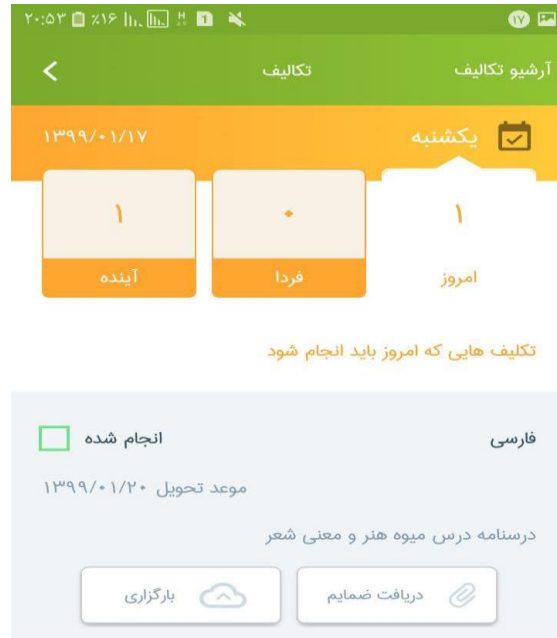 ۲۰:۵۳ ٪۱۶ H 1 ۱۷
آرشیو تکالیف تکالیف
یکشنبه ۱۳۹۹/۰۱/۱۷
۱ ۰ ۱
امروز فردا آینده
تکلیف هایی که امروز باید انجام شود
فارسی انجام شده
موعد تحویل ۱۳۹۹/۰۱/۲۰
درسنامه درس میوه هنر و معنی شعر
دریافت ضمایم بارگزاری